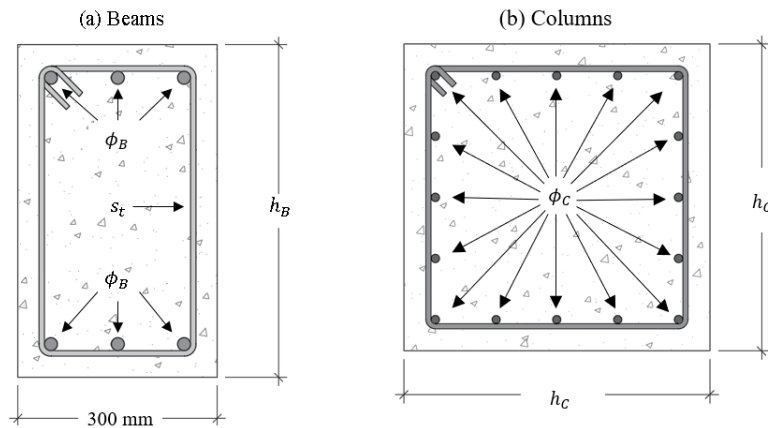 (a) Beams
(b) Columns
ϕ_B
s_t
h_B
ϕ_B
300 mm
ϕ_C
h_C
h_C